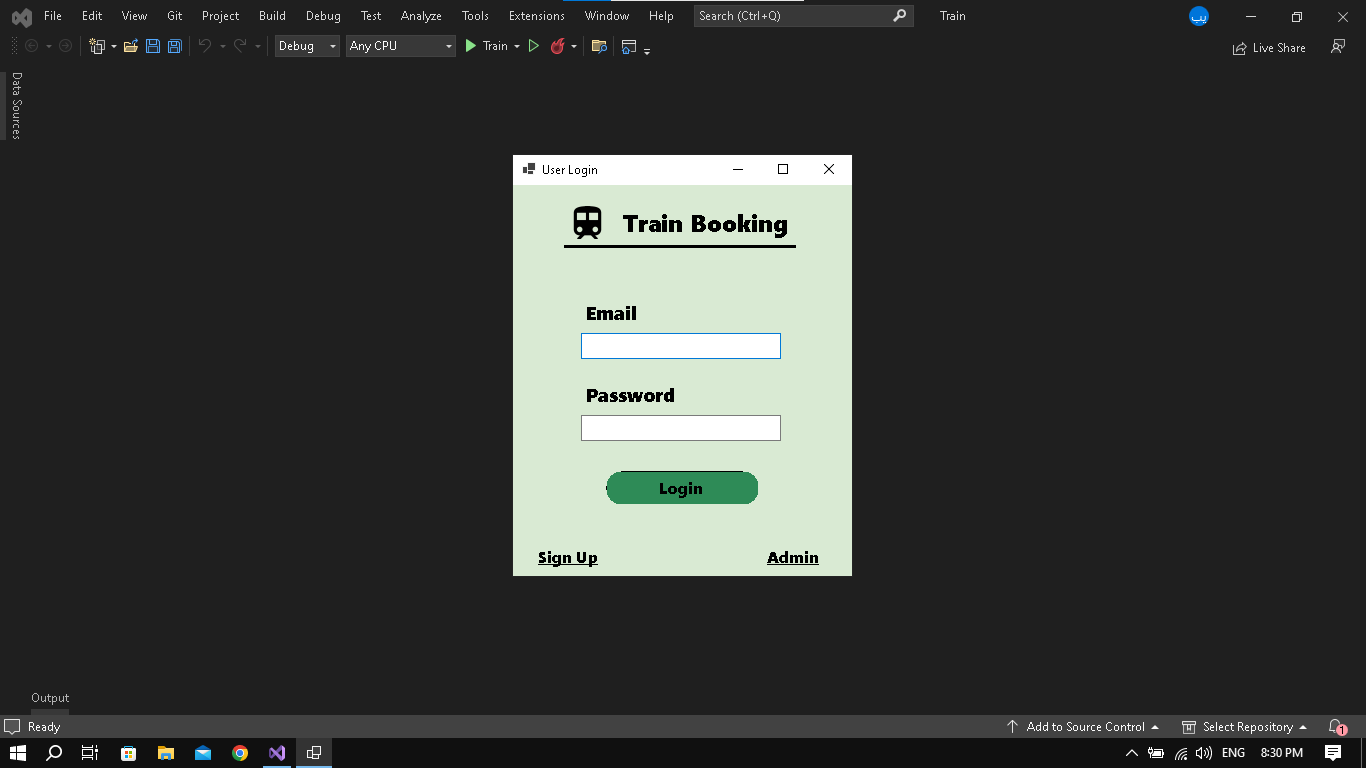 File Edit View Git Project Build Debug Test Analyze Tools Extensions Window Help Search (Ctrl+Q) Train يب
Debug Any CPU Train Live Share
Data Sources
User Login
Train Booking
Email
Password
Login
Sign Up Admin
Output
Ready Add to Source Control Select Repository 1
ENG 8:30 PM